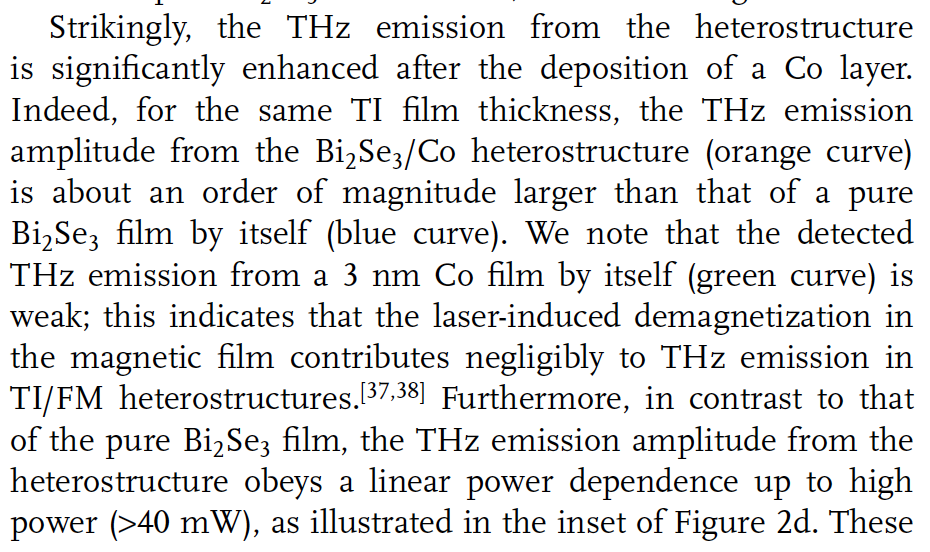 Strikingly, the THz emission from the heterostructure
is significantly enhanced after the deposition of a Co layer.
Indeed, for the same TI film thickness, the THz emission
amplitude from the Bi₂Se₃/Co heterostructure (orange curve)
is about an order of magnitude larger than that of a pure
Bi₂Se₃ film by itself (blue curve). We note that the detected
THz emission from a 3 nm Co film by itself (green curve) is
weak; this indicates that the laser-induced demagnetization in
the magnetic film contributes negligibly to THz emission in
TI/FM heterostructures.[37,38] Furthermore, in contrast to that
of the pure Bi₂Se₃ film, the THz emission amplitude from the
heterostructure obeys a linear power dependence up to high
power (>40 mW), as illustrated in the inset of Figure 2d. These